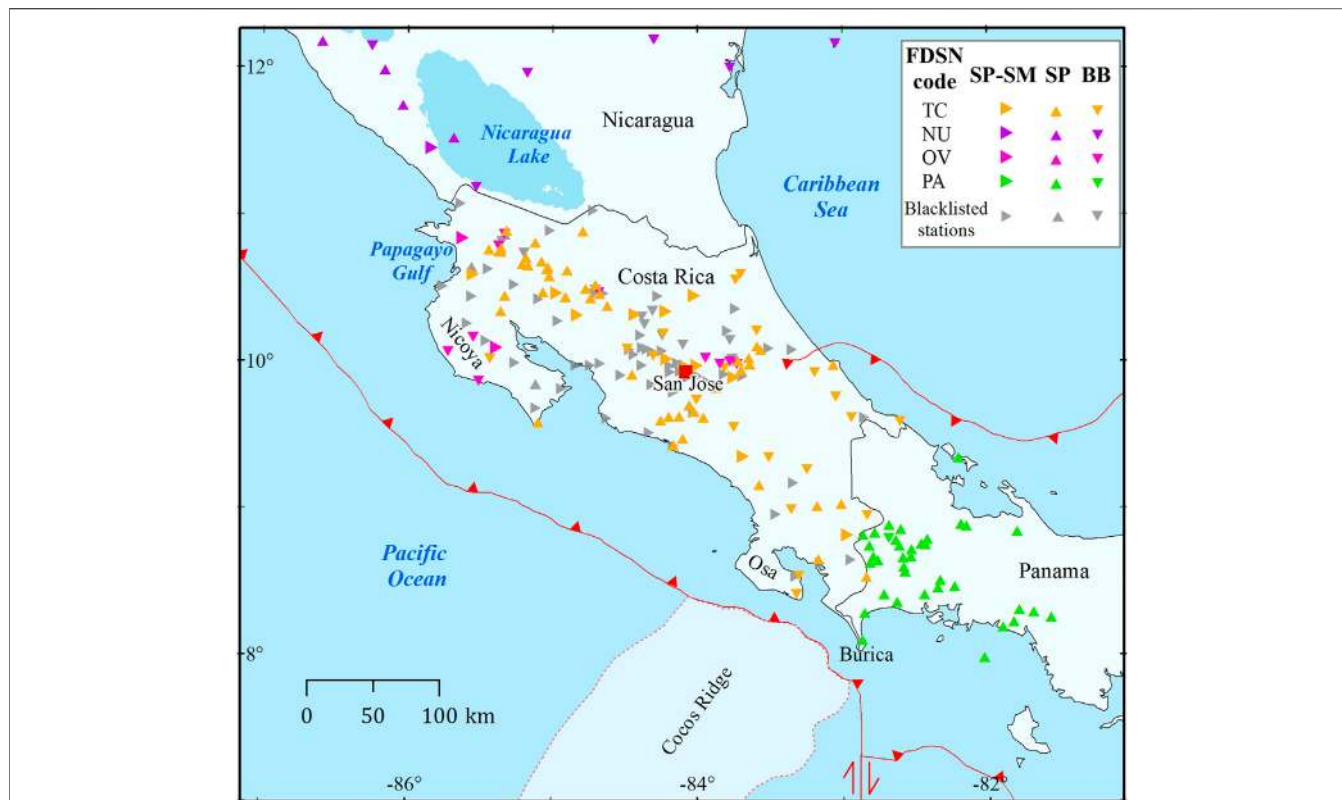 12°
10°
8°
-86°
-84°
-82°
FDSN
code SP-SM SP BB
TC
NU
OV
PA
Blacklisted
stations
Nicaragua
Nicaragua
Lake
Caribbean
Sea
Papagayo
Gulf
Costa Rica
Nicoya
San Jose
Pacific
Ocean
Osa
Panama
Burica
Cocos Ridge
0 50 100 km